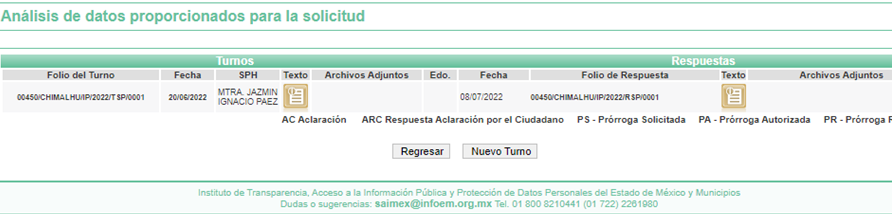 Análisis de datos proporcionados para la solicitud
Turnos Respuestas
Folio del Turno Fecha SPH Texto Archivos Adjuntos Edo. Fecha Folio de Respuesta Texto Archivos Adjuntos
00450/CHIMALHU/IP/2022/TSP/0001 20/06/2022 MTRA. JAZMIN IGNACIO PAEZ 08/07/2022 00450/CHIMALHU/IP/2022/RSP/0001
AC Aclaración ARC Respuesta Aclaración por el Ciudadano PS - Prórroga Solicitada PA - Prórroga Autorizada PR - Prórroga
Regresar Nuevo Turno
Instituto de Transparencia, Acceso a la Información Pública y Protección de Datos Personales del Estado de México y Municipios
Dudas o sugerencias: saimex@infoem.org.mx Tel. 01 800 8210441 (01 722) 2261980